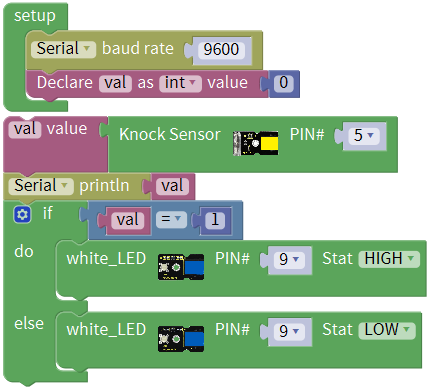 setup
Serial baud rate 9600
Declare val as int value 0
val value Knock Sensor PIN# 5
Serial println val
if val = 1
do white_LED PIN# 9 Stat HIGH
else white_LED PIN# 9 Stat LOW